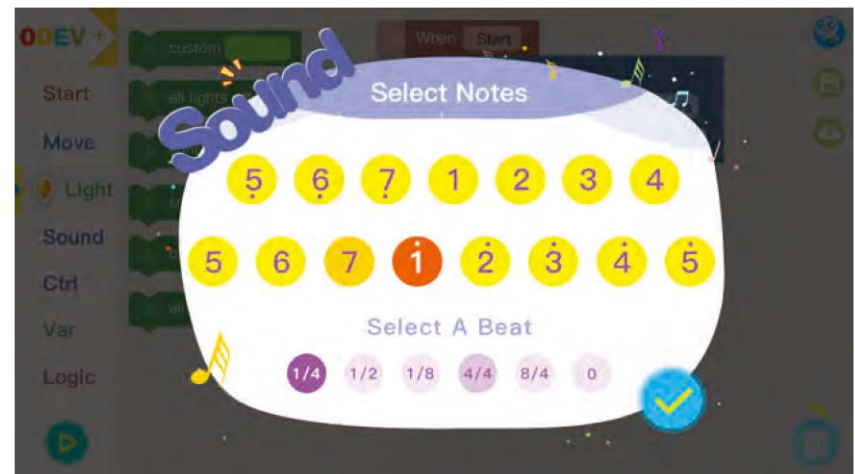 ODEV +
custom
When Start
Start
all lights
Sound
Select Notes
Move
5̣ 6̣ 7̣ 1 2 3 4
Light
Sound
5 6 7 1̇ 2̇ 3̇ 4̇ 5̇
Ctrl
Var
Select A Beat
Logic
1/4 1/2 1/8 4/4 8/4 0